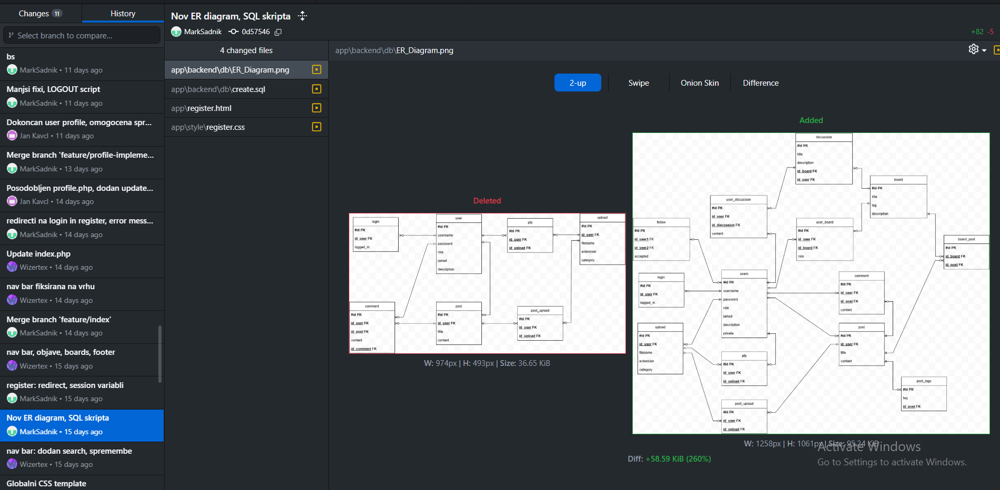 Changes 11
History
Select branch to compare...
bs
MarkSadnik • 11 days ago
Manjsi fixi, LOGOUT script
MarkSadnik • 11 days ago
Dokoncan user profile, omogocena spr...
Jan Kavcl • 11 days ago
Merge branch 'feature/profile-impleme...
MarkSadnik • 13 days ago
Posodobljen profile.php, dodan update...
Jan Kavcl • 14 days ago
redirecti na login in register, error mess...
MarkSadnik • 14 days ago
Update index.php
Wizertex • 14 days ago
nav bar fiksirana na vrhu
Wizertex • 14 days ago
Merge branch 'feature/index'
MarkSadnik • 14 days ago
nav bar, objave, boards, footer
Wizertex • 15 days ago
register: redirect, session variabli
MarkSadnik • 15 days ago
Nov ER diagram, SQL skripta
MarkSadnik • 15 days ago
nav bar: dodan search, spremembe
Wizertex • 15 days ago
Globalni CSS template
Nov ER diagram, SQL skripta
MarkSadnik 0d57546
+82 -5
4 changed files
app\backend\db\ER_Diagram.png
app\backend\db\create.sql
app\register.html
app\style\register.css
app\backend\db\ER_Diagram.png
2-up
Swipe
Onion Skin
Difference
Deleted
login
#id PK
id_user FK
logged_in
user
#id PK
username
password
role
joined
description
pfp
#id PK
id_user FK
id_upload FK
upload
#id PK
id_user FK
filename
extension
category
comment
#id PK
id_user FK
id_post FK
content
id_comment FK
post
#id PK
id_user FK
title
content
post_upload
#id PK
id_user FK
id_upload FK
W: 974px | H: 493px | Size: 36.65 KiB
Added
discussion
#id PK
title
description
id_board FK
id_user FK
board
#id PK
title
tag
description
user_discussion
#id PK
id_user FK
id_discussion FK
content
follow
#id PK
id_user1 FK
id_user2 FK
accepted
user_board
#id PK
id_user FK
id_board FK
role
board_post
#id PK
id_board FK
id_post FK
login
#id PK
id_user FK
logged_in
users
#id PK
username
password
role
joined
description
private
comment
#id PK
id_user FK
id_post FK
content
upload
#id PK
id_user FK
filename
extension
category
post
#id PK
id_user FK
title
content
pfp
#id PK
id_user FK
id_upload FK
post_tags
#id PK
tag
id_post FK
post_upload
#id PK
id_user FK
id_upload FK
W: 1258px | H: 1061px | Size: 95.24 KiB
Diff: +58.59 KiB (260%)
Activate Windows
Go to Settings to activate Windows.